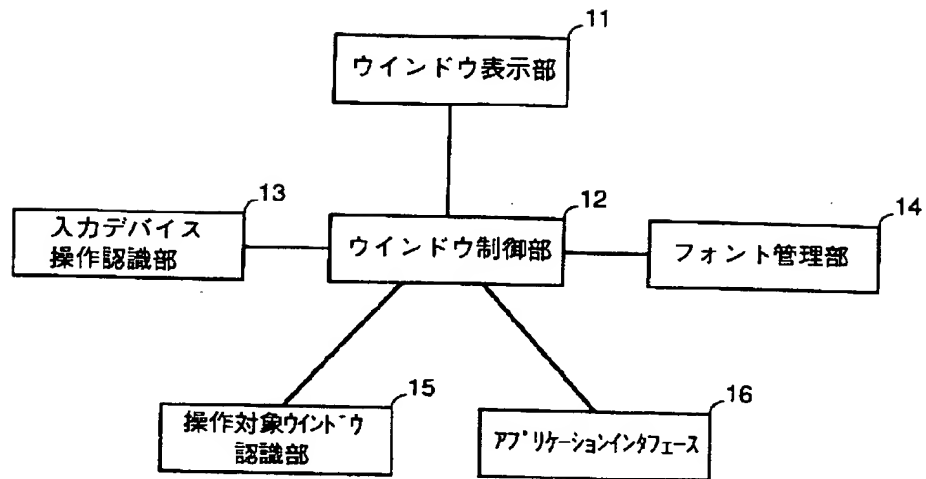 11
ウインドウ表示部
13
入力デバイス
操作認識部
12
ウインドウ制御部
14
フォント管理部
15
操作対象ウインドウ
認識部
16
アプリケーションインタフェース